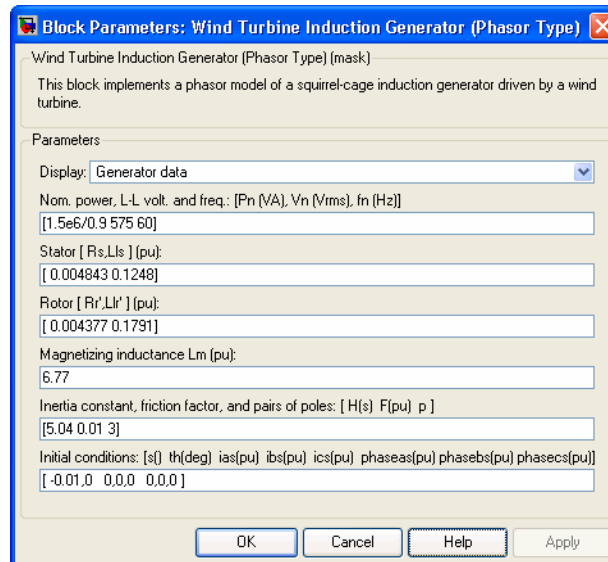 Block Parameters: Wind Turbine Induction Generator (Phasor Type)
Wind Turbine Induction Generator (Phasor Type) (mask)
This block implements a phasor model of a squirrel-cage induction generator driven by a wind
turbine.
Parameters
Display: Generator data
Nom. power, L-L volt. and freq.: [Pn (VA), Vn (Vrms), fn (Hz)]
[1.5e6/0.9 575 60]
Stator [ Rs,Lls ] (pu):
[ 0.004843 0.1248]
Rotor [ Rr',Llr' ] (pu):
[ 0.004377 0.1791]
Magnetizing inductance Lm (pu):
6.77
Inertia constant, friction factor, and pairs of poles: [ H(s) F(pu) p ]
[5.04 0.01 3]
Initial conditions: [s() th(deg) ias(pu) ibs(pu) ics(pu) phaseas(pu) phasebs(pu) phasecs(pu)]
[ -0.01,0 0,0,0 0,0,0 ]
OK Cancel Help Apply